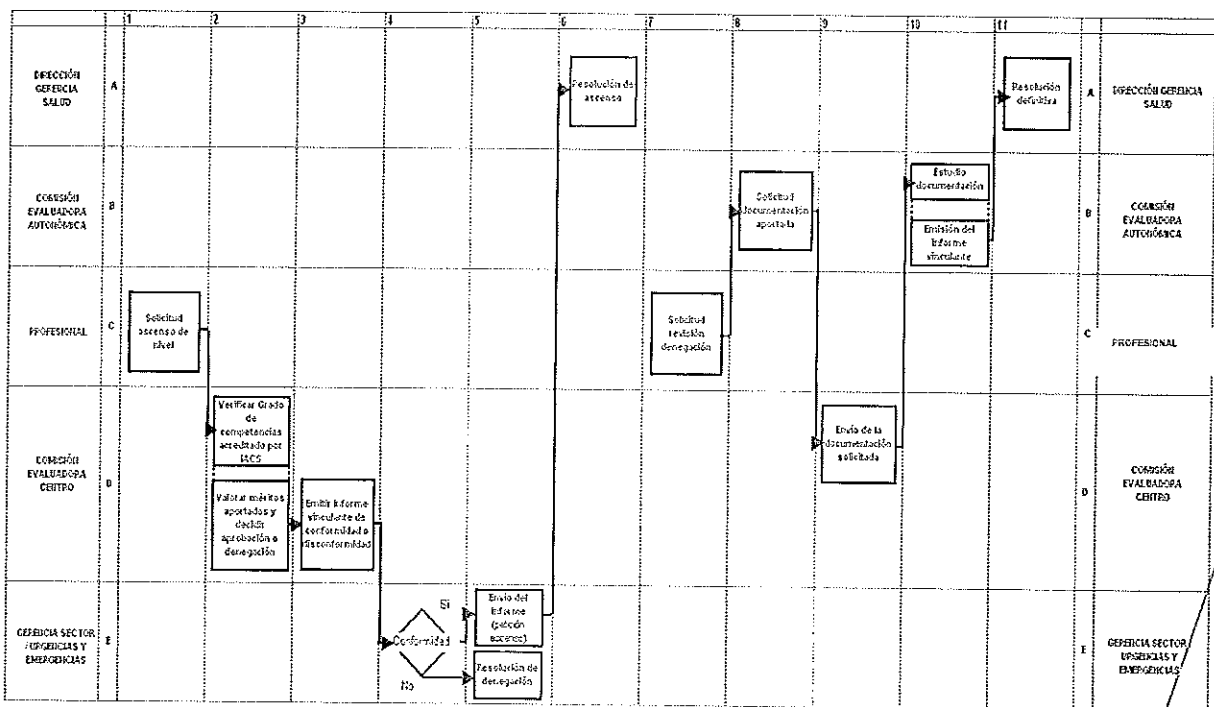 1 2 3 4 5 6 7 8 9 10 11
DIRECCIÓN
GERENCIA
SALUD
A
Resolución de
ascenso
Resolución
definitiva
A
DIRECCIÓN GERENCIA
SALUD
COMISIÓN
EVALUADORA
AUTONÓMICA
B
Solicitud
documentación
aportada
Estudio
documentación
Emisión del
Informe
vinculante
B
COMISIÓN
EVALUADORA
AUTONÓMICA
PROFESIONAL
C
Solicitud
ascenso de
nivel
Solicitud
revisión
denegación
C
PROFESIONAL
COMISIÓN
EVALUADORA
CENTRO
D
Verificar Grado
de
competencias
acreditado por
IACS
Valorar méritos
aportados y
decidir
aprobación o
denegación
Emitir Informe
vinculante de
conformidad o
disconformidad
Envío de la
documentación
solicitada
D
COMISIÓN
EVALUADORA
CENTRO
GERENCIA SECTOR
/URGENCIAS Y
EMERGENCIAS
E
Conformidad
Si
No
Envío del
Informe
(petición
ascenso)
Resolución de
denegación
E
GERENCIA SECTOR
URGENCIAS Y
EMERGENCIAS